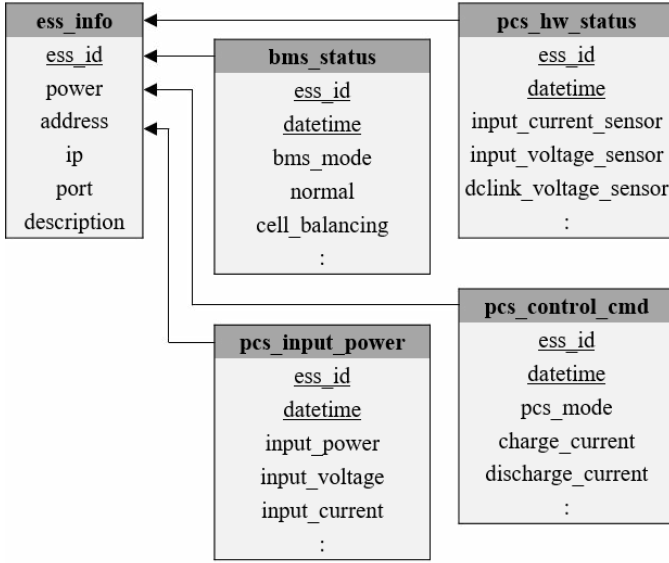 ess_info
ess_id
power
address
ip
port
description
bms_status
ess_id
datetime
bms_mode
normal
cell_balancing
:
pcs_hw_status
ess_id
datetime
input_current_sensor
input_voltage_sensor
dclink_voltage_sensor
:
pcs_input_power
ess_id
datetime
input_power
input_voltage
input_current
:
pcs_control_cmd
ess_id
datetime
pcs_mode
charge_current
discharge_current
: